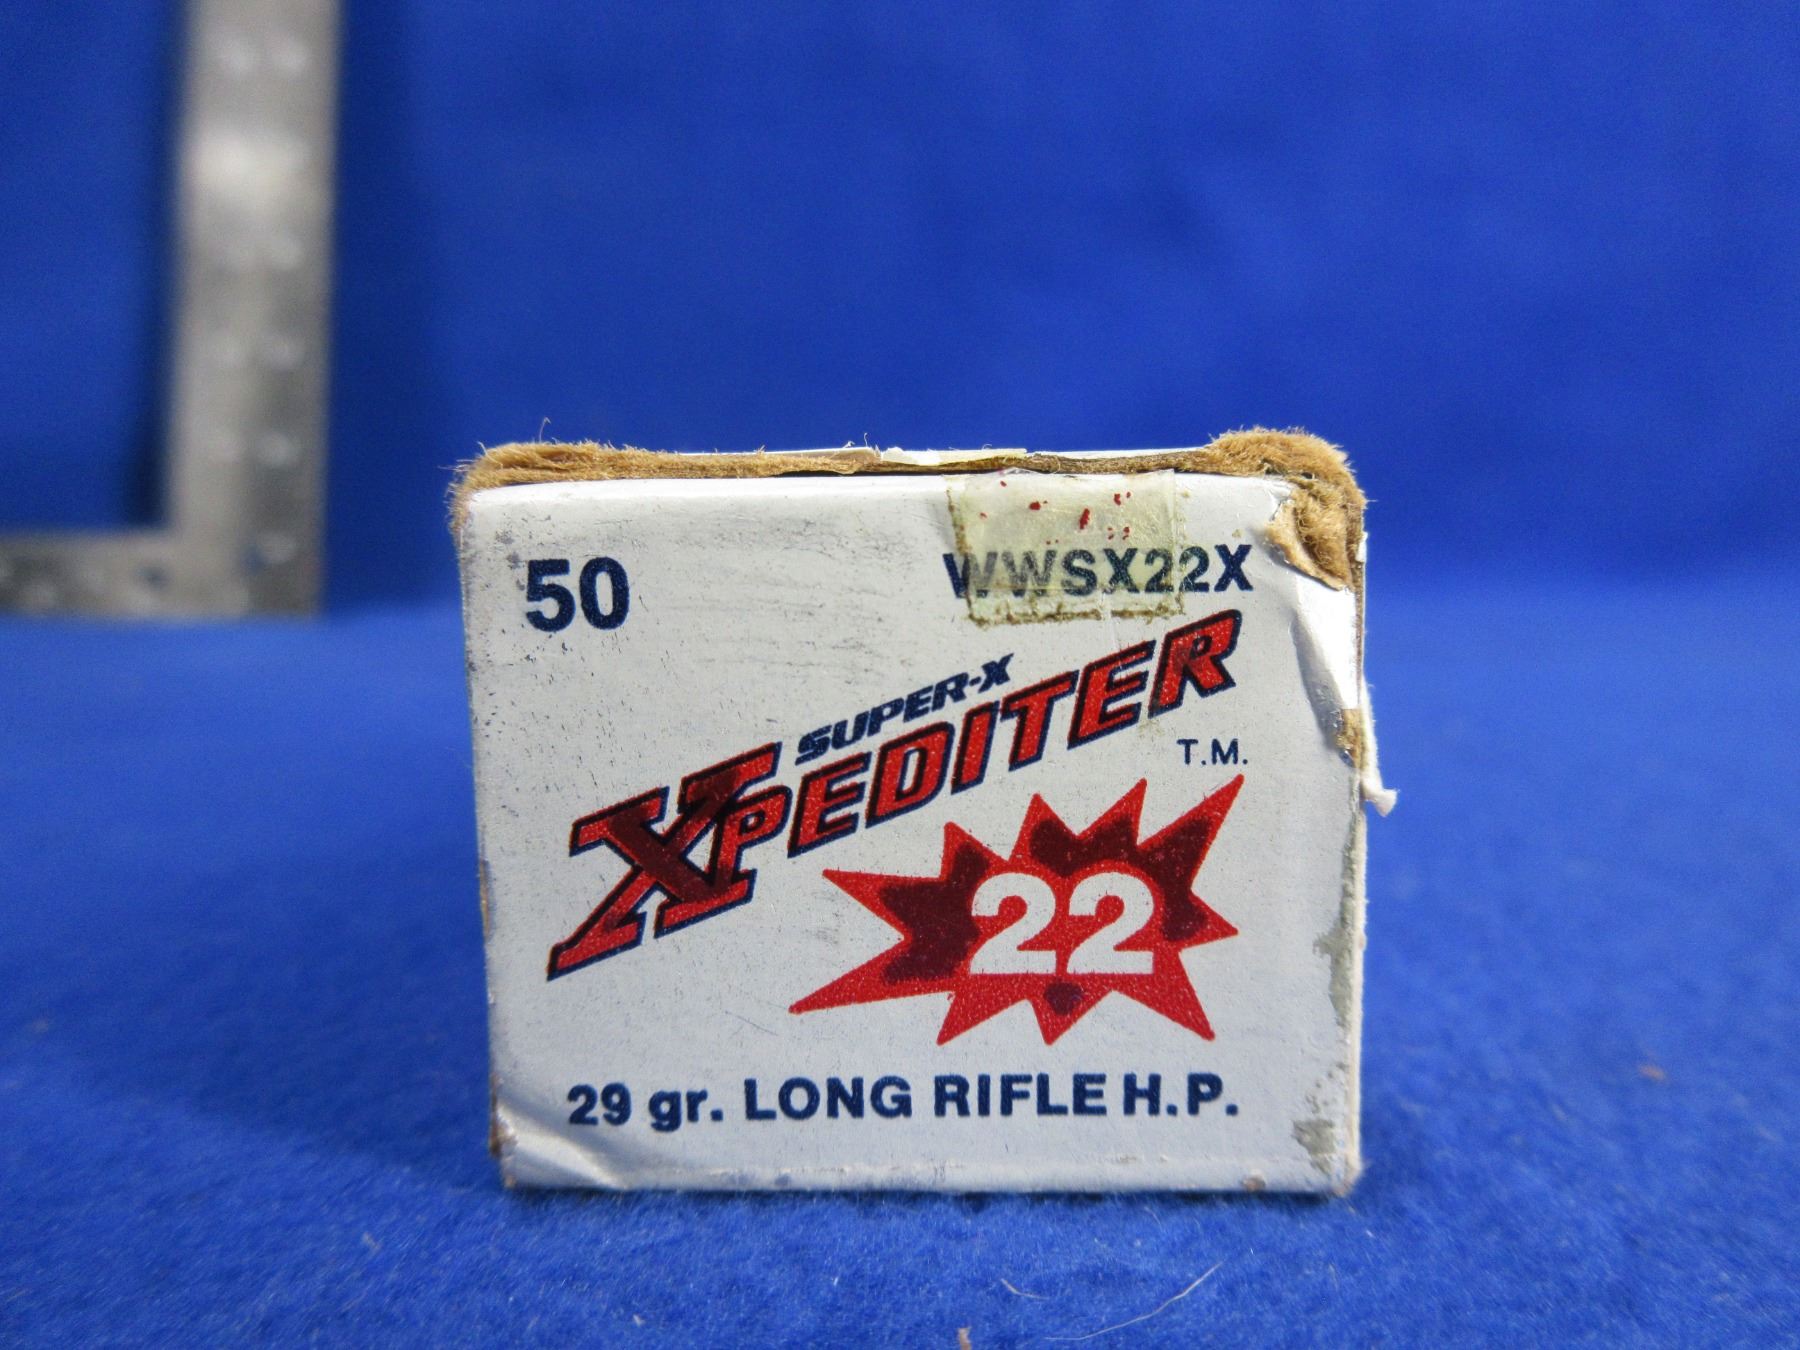 50 WWSX22X
SUPER-X
XPEDITER
T.M.
22
29 gr. LONG RIFLE H.P.